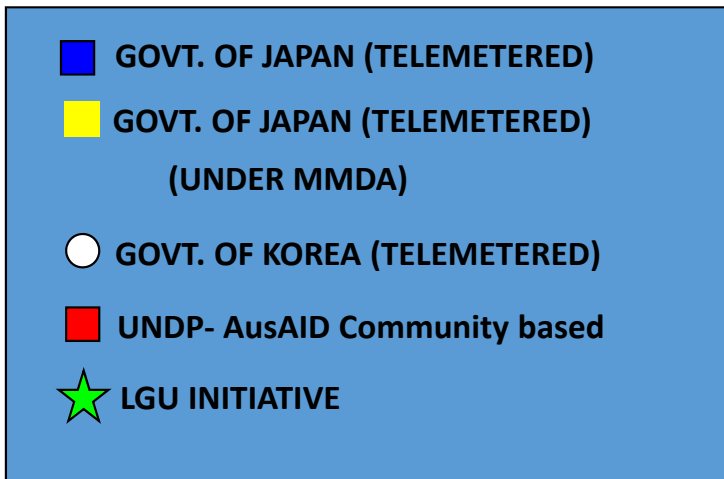 GOVT. OF JAPAN (TELEMETERED)
GOVT. OF JAPAN (TELEMETERED)
(UNDER MMDA)
GOVT. OF KOREA (TELEMETERED)
UNDP- AusAID Community based
LGU INITIATIVE